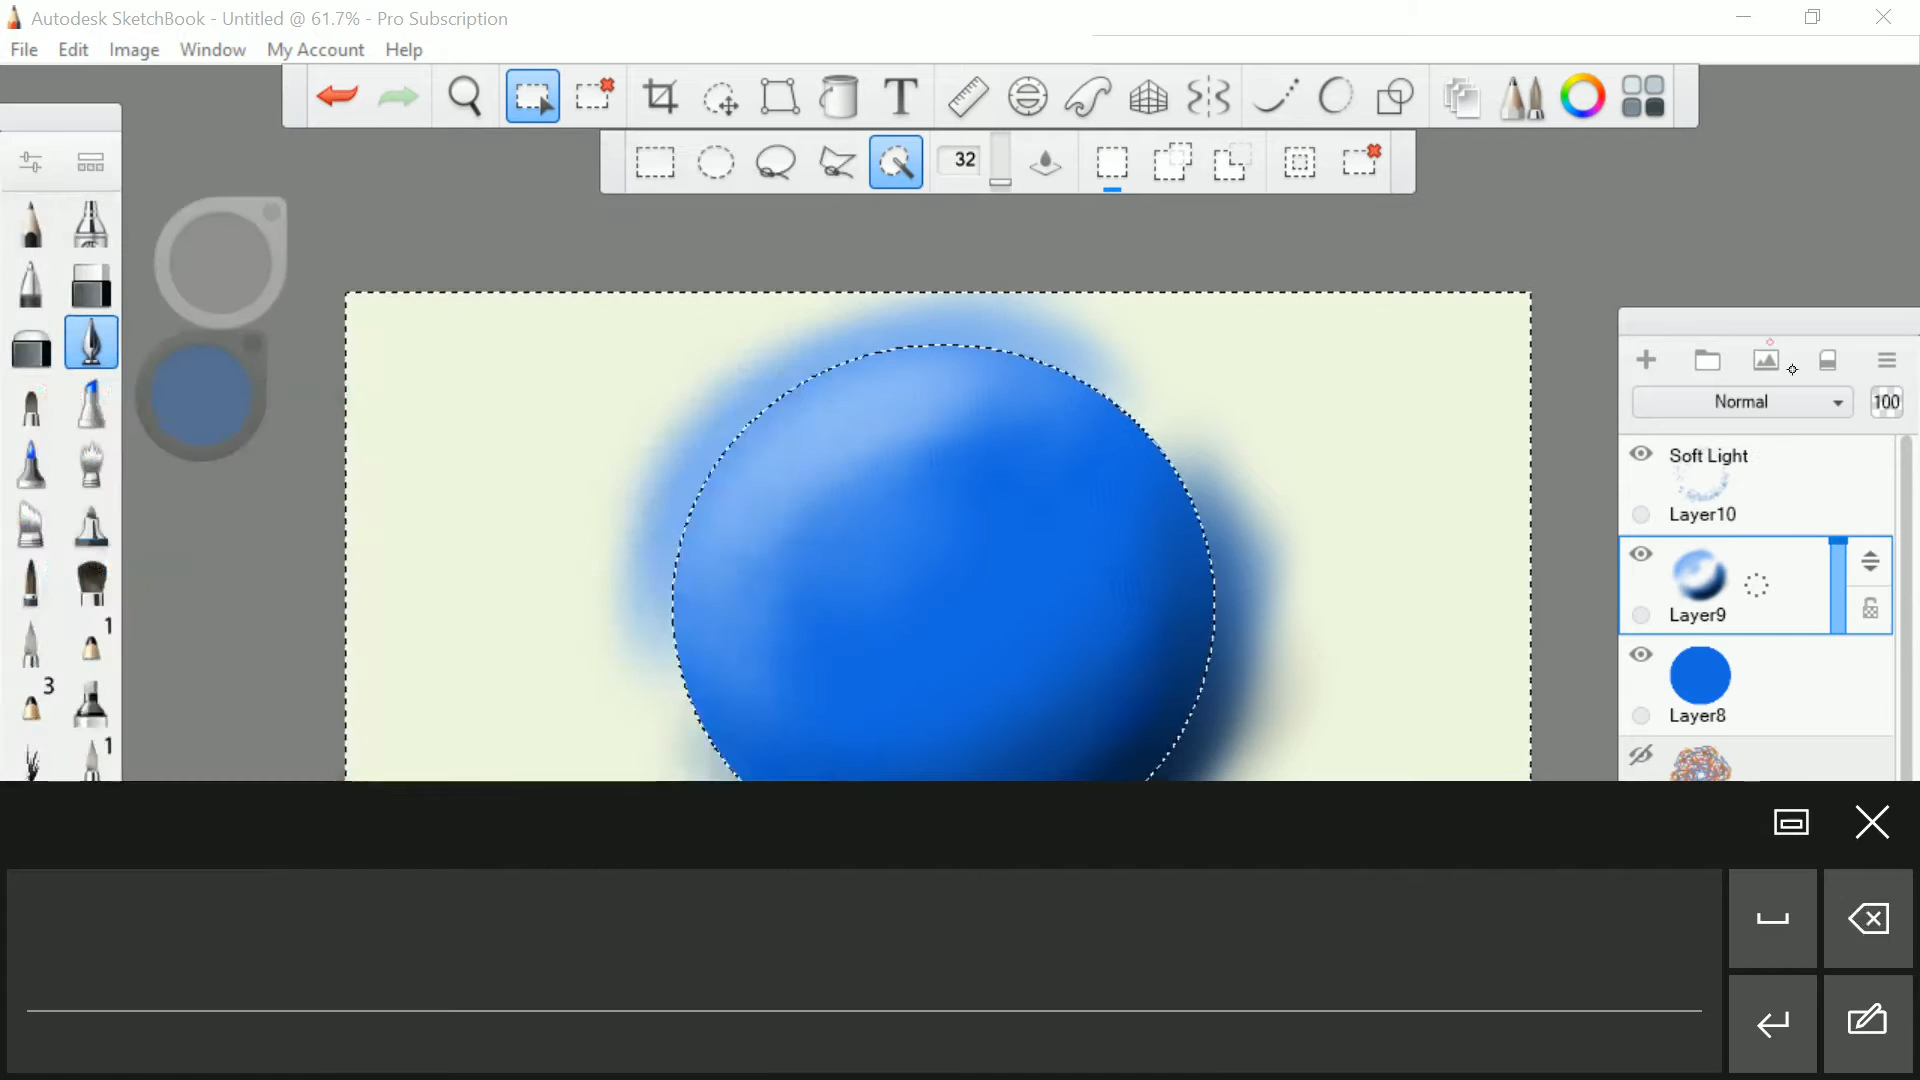 Autodesk SketchBook - Untitled @ 61.7% - Pro Subscription
File Edit Image Window My Account Help
T
32
Normal 100
Soft Light
Layer10
Layer9
Layer8
1
3
1